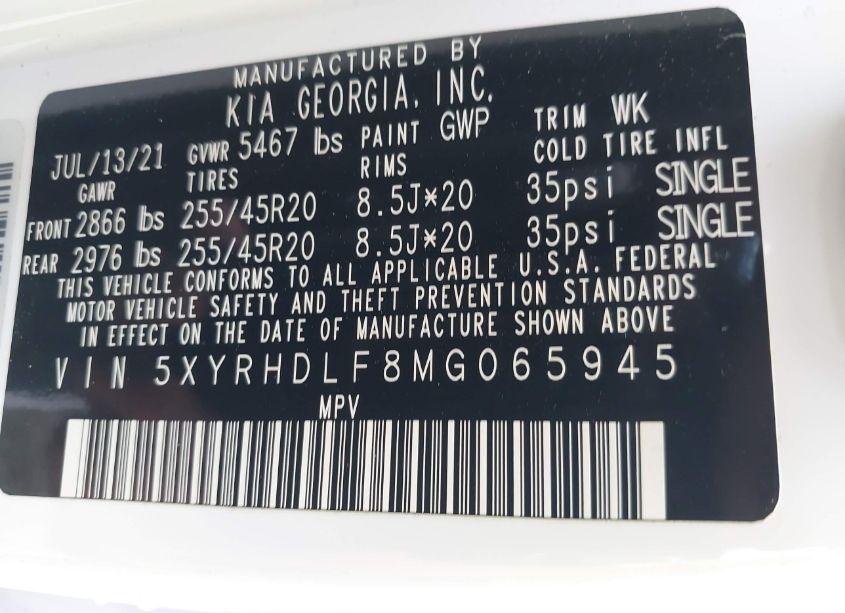 MANUFACTURED BY
KIA GEORGIA, INC.
JUL/13/21 GVWR 5467 lbs PAINT GWP TRIM WK
GAWR TIRES RIMS COLD TIRE INFL
FRONT 2866 lbs 255/45R20 8.5J*20 35psi SINGLE
REAR 2976 lbs 255/45R20 8.5J*20 35psi SINGLE
THIS VEHICLE CONFORMS TO ALL APPLICABLE U.S.A. FEDERAL
MOTOR VEHICLE SAFETY AND THEFT PREVENTION STANDARDS
IN EFFECT ON THE DATE OF MANUFACTURE SHOWN ABOVE
VIN 5XYRHDLF8MG065945
MPV